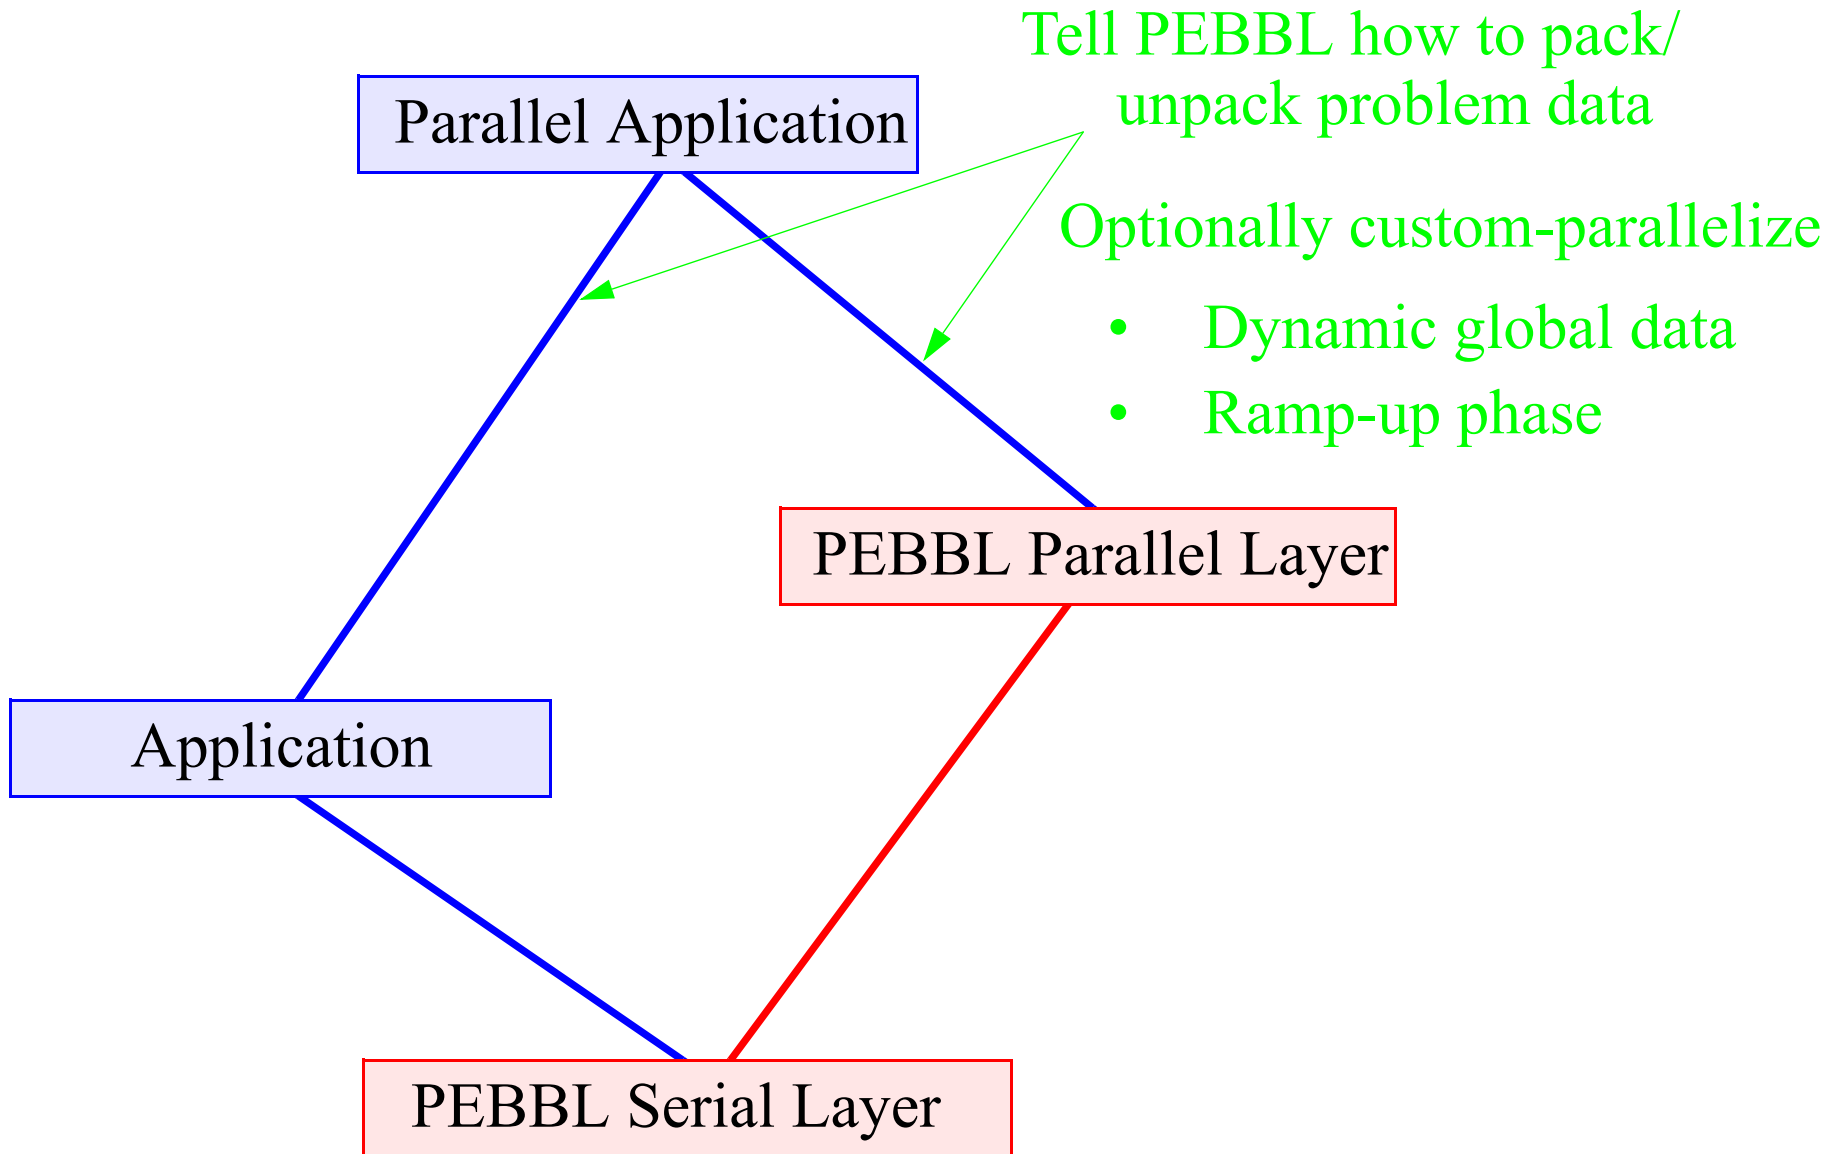 Tell PEBBL how to pack/
unpack problem data
Parallel Application
Optionally custom-parallelize
• Dynamic global data
• Ramp-up phase
PEBBL Parallel Layer
Application
PEBBL Serial Layer